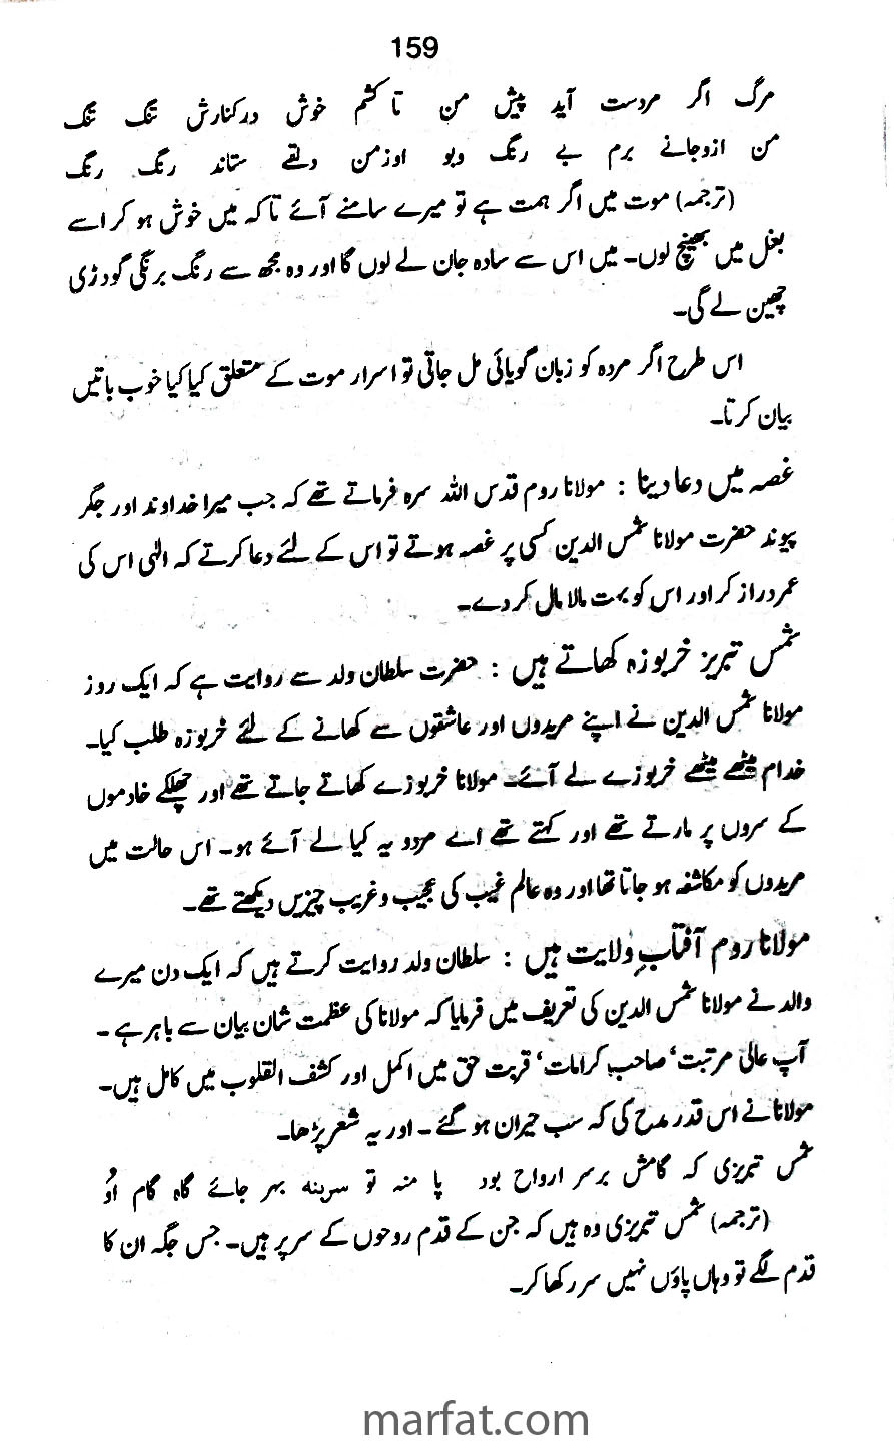 159
مرگ اگر مردست آید پیش من تا کشم خوش درکنارش تنگ تنگ
من ازو جانے برم بے رنگ وبو اوزمن دلقے ستاند رنگ رنگ
(ترجمہ) موت میں اگر ہمت ہے تو میرے سامنے آئے تاکہ میں خوش ہو کر اسے
بغل میں بھینچ لوں۔ میں اس سے سادہ جان لے لوں گا اور وہ مجھ سے رنگ برنگی گودڑی
چھین لے گی۔
اس طرح اگر مردہ کو زبان گویائی مل جاتی تو اسرار موت کے متعلق کیا کیا خوب باتیں
بیان کرتا۔
غصہ میں دعا دینا : مولانا روم قدس اللہ سرہ فرماتے تھے کہ جب میرا خداوند اور جگر
پیوند حضرت مولانا شمس الدین کسی پر غصہ ہوتے تو اس کے لئے دعا کرتے کہ الٰہی اس کی
عمر دراز کر اور اس کو بہت مالا مال کر دے۔
شمس تبریز خربوزہ کھاتے ہیں : حضرت سلطان ولد سے روایت ہے کہ ایک روز
مولانا شمس الدین نے اپنے مریدوں اور عاشقوں سے کھانے کے لئے خربوزہ طلب کیا۔
خدام میٹھے میٹھے خربوزے لے آئے۔ مولانا خربوزے کھاتے جاتے تھے اور چھلکے خادموں
کے سروں پر مارتے تھے اور کہتے تھے اے مردو یہ کیا لے آئے ہو۔ اس حالت میں
مریدوں کو مکاشفہ ہو جاتا تھا اور وہ عالم غیب کی عجیب و غریب چیزیں دیکھتے تھے۔
مولانا روم آفتابِ ولایت ہیں : سلطان ولد روایت کرتے ہیں کہ ایک دن میرے
والد نے مولانا شمس الدین کی تعریف میں فرمایا کہ مولانا کی عظمت شان بیان سے باہر ہے۔
آپ عالی مرتبت‘ صاحب کرامات‘ قربت حق میں اکمل اور کشف القلوب میں کامل ہیں۔
مولانا نے اس قدر مدح کی کہ سب حیران ہو گئے۔ اور یہ شعر پڑھا۔
شمس تبریزی کہ گامش برسر ارواح بود پا منہ تو سربنہ بہر جائے گاہ گام اُو
(ترجمہ) شمس تبریزی وہ ہیں کہ جن کے قدم روحوں کے سر پر ہیں۔ جس جگہ ان کا
قدم لگے تو وہاں پاؤں نہیں سر رکھا کر۔
marfat.com